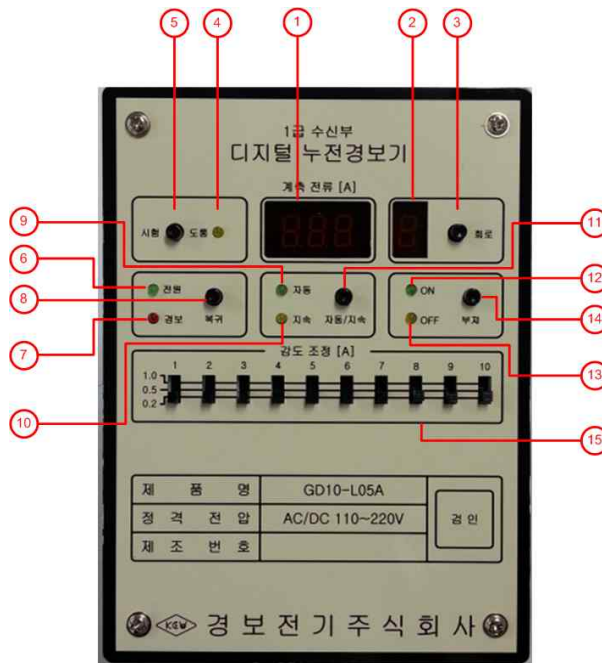 5 4 1 2 3
1급 수신부
디지털 누전경보기
계측 전류 [A]
시험 도통 888 8 회로
9 11
6 전원 자동 ON 12
8 복귀 자동/지속 부저 14
7 경보 지속 OFF 13
10 감도 조정 [A]
1 2 3 4 5 6 7 8 9 10
1.0
0.5
0.2
15
제 품 명 GD10-L05A
정 격 전 압 AC/DC 110~220V 검 인
제 조 번 호
KEW 경보전기주식회사